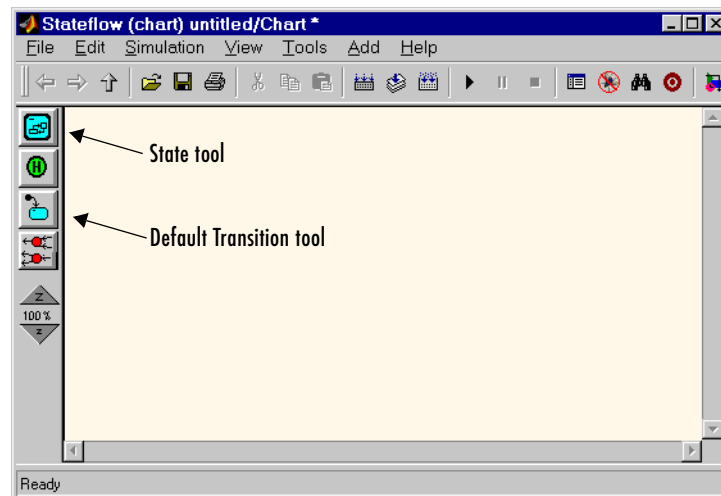 Stateflow (chart) untitled/Chart *
File Edit Simulation View Tools Add Help
State tool
H
Default Transition tool
Z
100%
z
Ready